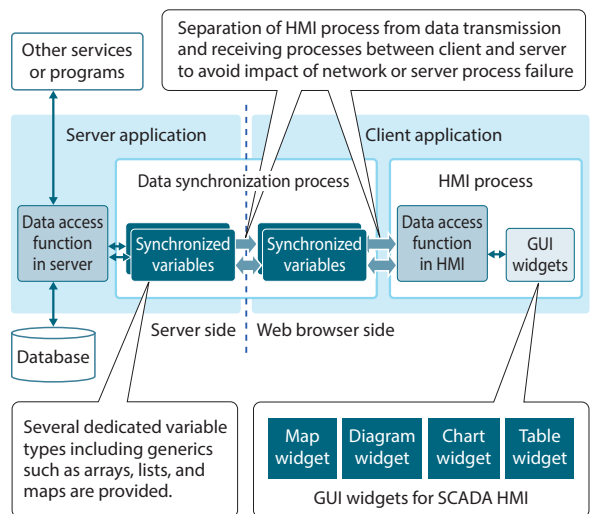 Other services
or programs
Separation of HMI process from data transmission
and receiving processes between client and server
to avoid impact of network or server process failure
Server application
Client application
Data synchronization process
HMI process
Data access
function
in server
Synchronized
variables
Synchronized
variables
Data access
function
in HMI
GUI
widgets
Database
Server side
Web browser side
Several dedicated variable
types including generics
such as arrays, lists, and
maps are provided.
Map
widget
Diagram
widget
Chart
widget
Table
widget
GUI widgets for SCADA HMI